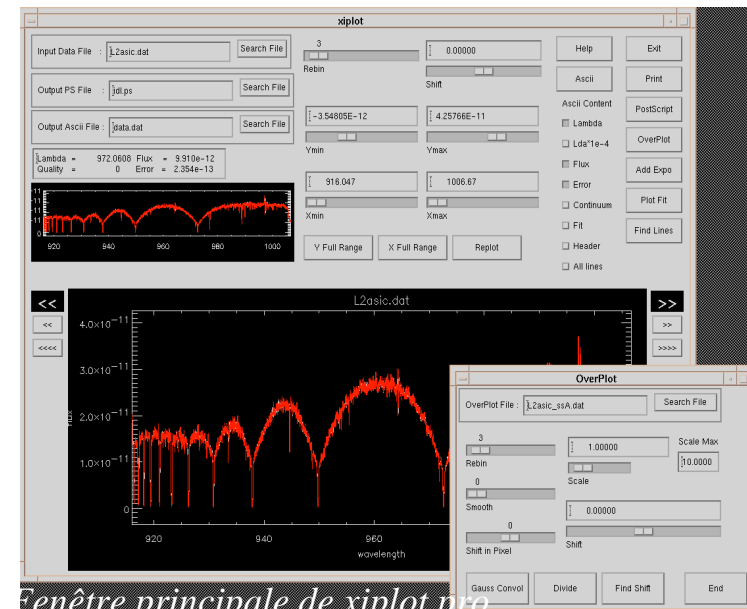 xiplot
Input Data File : L2asic.dat Search File
Output PS File : idl.ps Search File
Output Ascii File : data.dat Search File
Lambda = 972.0608 Flux = 9.910e-12
Quality = 0 Error = 2.354e-13
-11
-11
-11
0
920 940 960 980 1000
3
Rebin
0.00000
Shift
-3.54805E-12
Ymin
4.25766E-11
Ymax
916.047
Xmin
1006.67
Xmax
Y Full Range X Full Range Replot
Help
Ascii
Ascii Content
Lambda
Lda*1e-4
Flux
Error
Continuum
Fit
Header
All lines
Exit
Print
PostScript
OverPlot
Add Expo
Plot Fit
Find Lines
<<
<<
<<<<
>>
>>
>>>>
L2asic.dat
4.0×10-11
3.0×10-11
2.0×10-11
1.0×10-11
0
flux
920 940 960
wavelength
OverPlot
OverPlot File : L2asic_ssA.dat Search File
3
Rebin
0
Smooth
0
Shift in Pixel
1.00000
Scale
Scale Max
10.0000
0.00000
Shift
Gauss Convol Divide Find Shift End
Fenêtre principale de xiplot.pro